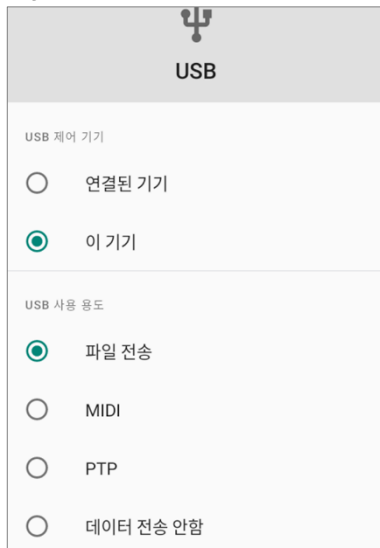 USB
USB 제어 기기
연결된 기기
이 기기
USB 사용 용도
파일 전송
MIDI
PTP
데이터 전송 안함